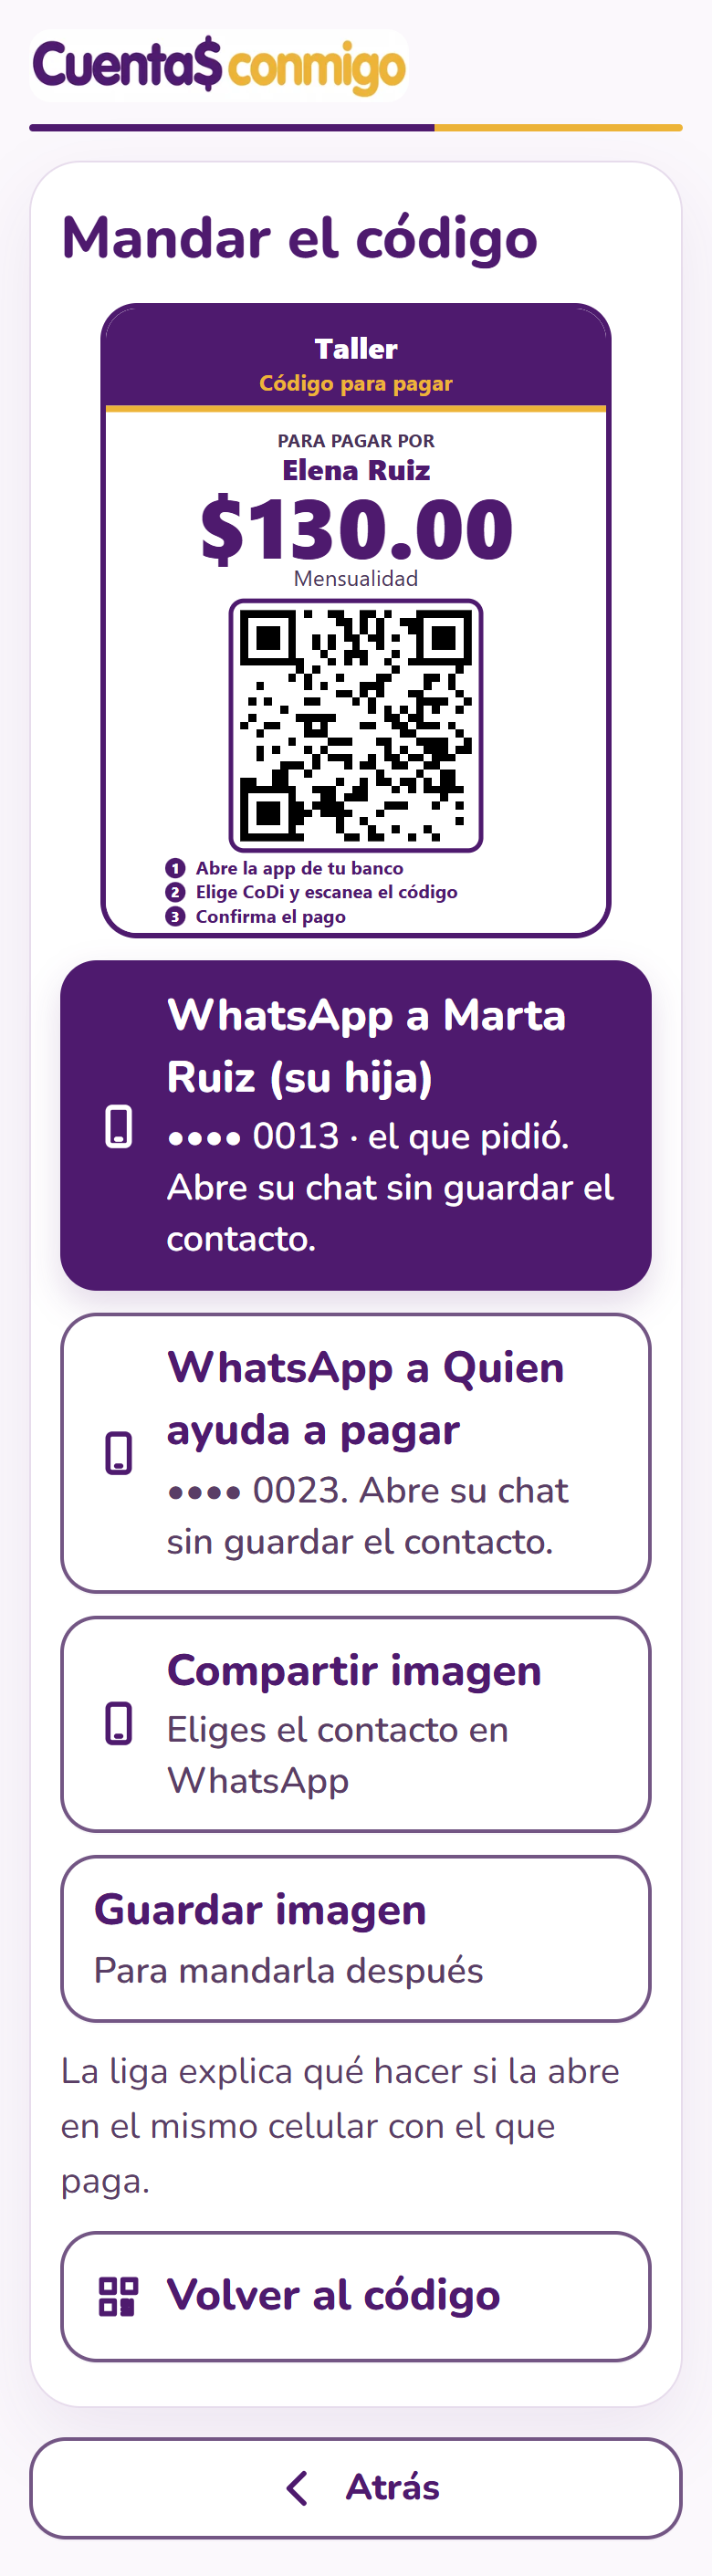 Cuenta$ conmigo
Mandar el código
Taller
Código para pagar
PARA PAGAR POR
Elena Ruiz
$130.00
Mensualidad
1 Abre la app de tu banco
2 Elige CoDi y escanea el código
3 Confirma el pago
WhatsApp a Marta
Ruiz (su hija)
•••• 0013 · el que pidió.
Abre su chat sin guardar el
contacto.
WhatsApp a Quien
ayuda a pagar
•••• 0023. Abre su chat
sin guardar el contacto.
Compartir imagen
Eliges el contacto en
WhatsApp
Guardar imagen
Para mandarla después
La liga explica qué hacer si la abre
en el mismo celular con el que
paga.
Volver al código
Atrás